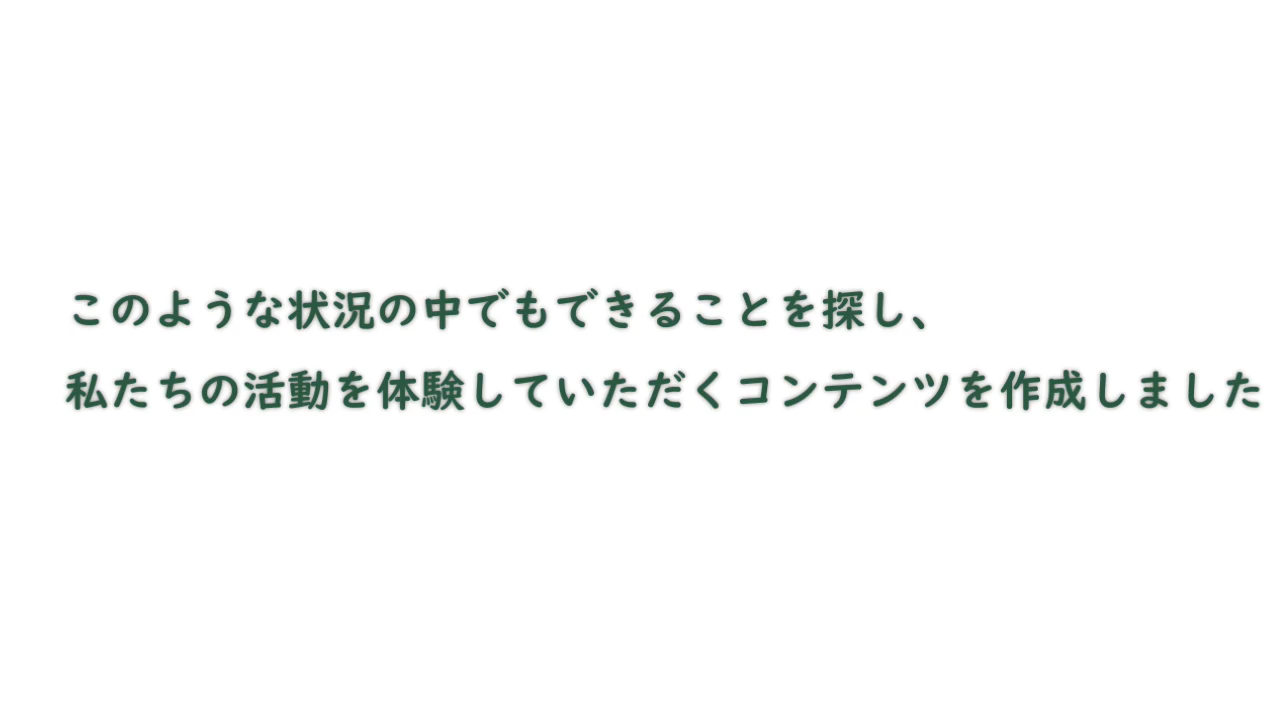 このような状況の中でもできることを探し、
私たちの活動を体験していただくコンテンツを作成しました